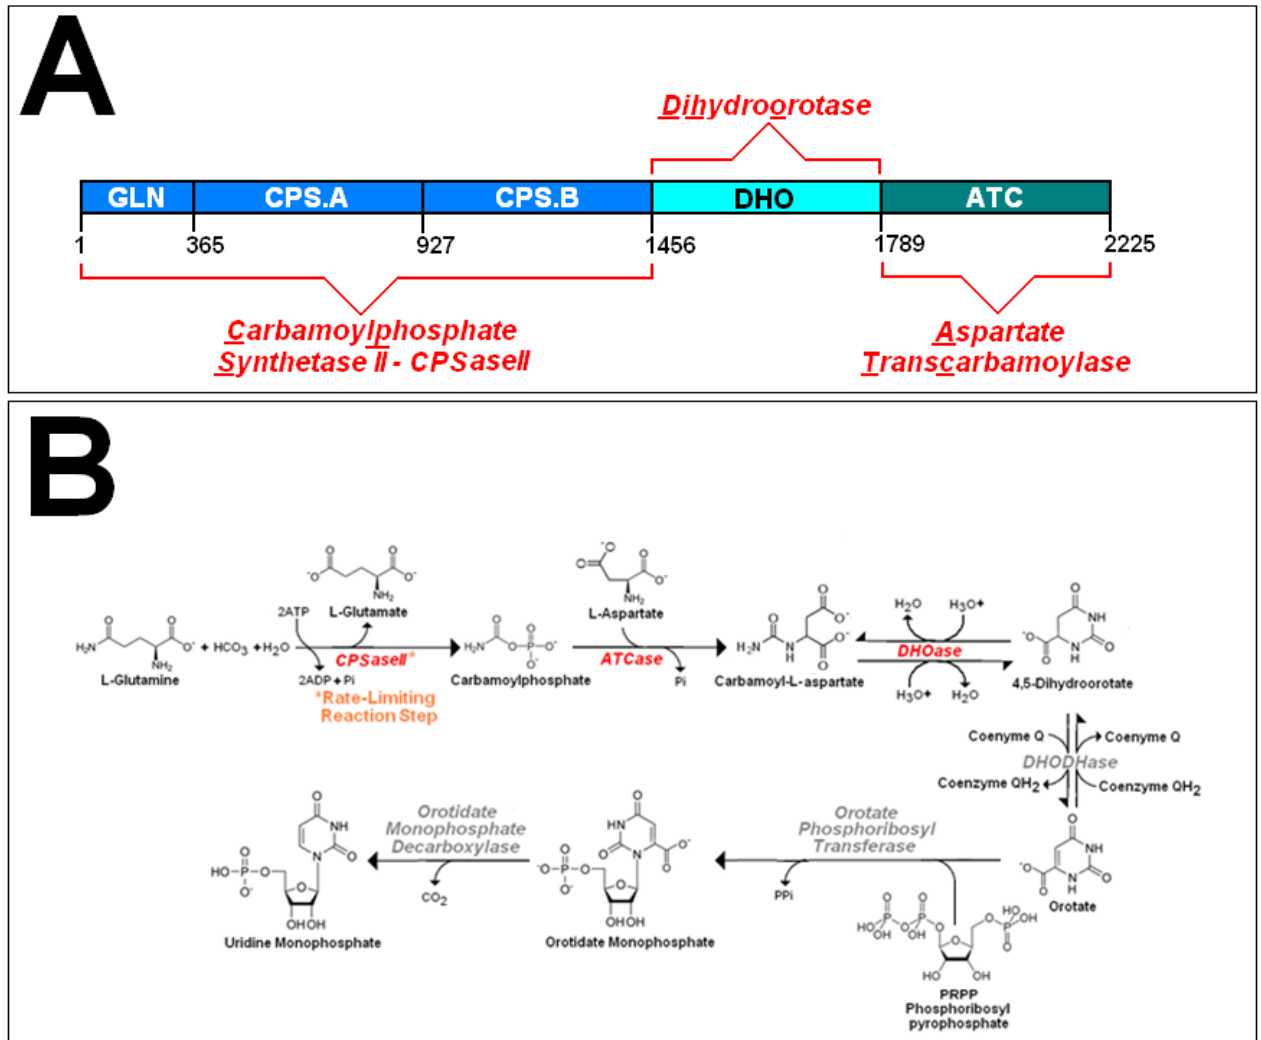 A
Dihydroorotase
GLN CPS.A CPS.B DHO ATC
1 365 927 1456 1789 2225
Carbamoylphosphate
Synthetase II - CPSaseII
Aspartate
Transcarbamoylase
B
L-Glutamine
+ HCO3 + H2O
2ATP
L-Glutamate
CPSaseII*
2ADP + Pi
*Rate-Limiting
Reaction Step
Carbamoylphosphate
L-Aspartate
ATCase
Pi
Carbamoyl-L-aspartate
H2O H3O+
DHOase
H3O+ H2O
4,5-Dihydroorotate
Coenyme Q Coenyme Q
DHODHase
Coenzyme QH2 Coenzyme QH2
Orotate
Orotate
Phosphoribosyl
Transferase
PPi
PRPP
Phosphoribosyl
pyrophosphate
Orotidate Monophosphate
Orotidate
Monophosphate
Decarboxylase
CO2
Uridine Monophosphate